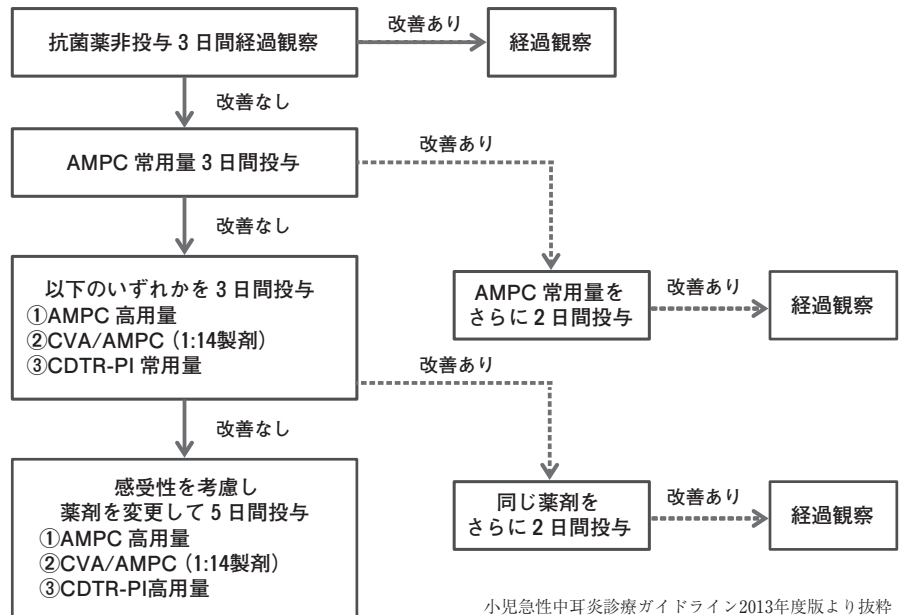 抗菌薬非投与 3 日間経過観察
改善あり
経過観察
改善なし
AMPC 常用量 3 日間投与
改善あり
改善なし
以下のいずれかを 3 日間投与
①AMPC 高用量
②CVA/AMPC（1:14製剤）
③CDTR-PI 常用量
AMPC 常用量を
さらに 2 日間投与
改善あり
経過観察
改善あり
改善なし
感受性を考慮し
薬剤を変更して 5 日間投与
①AMPC 高用量
②CVA/AMPC（1:14製剤）
③CDTR-PI高用量
同じ薬剤を
さらに 2 日間投与
改善あり
経過観察
小児急性中耳炎診療ガイドライン2013年度版より抜粋